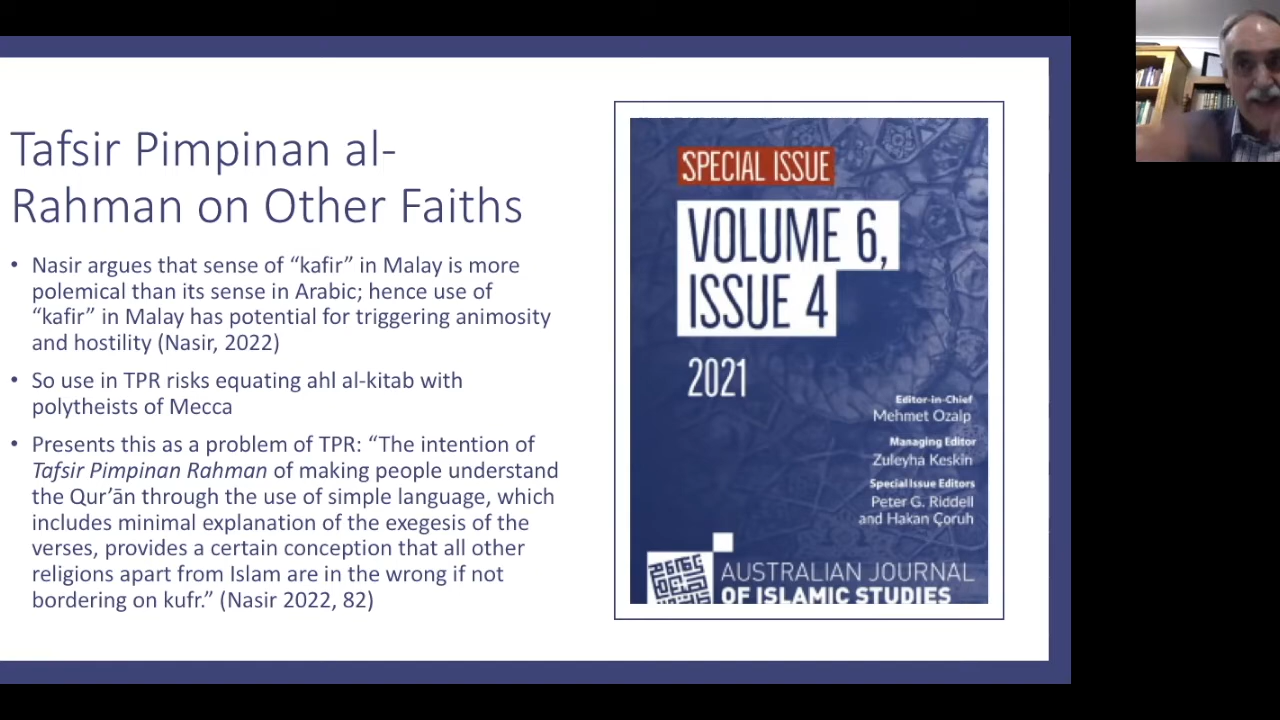 Tafsir Pimpinan al-
Rahman on Other Faiths
• Nasir argues that sense of “kafir” in Malay is more
polemical than its sense in Arabic; hence use of
“kafir” in Malay has potential for triggering animosity
and hostility (Nasir, 2022)
• So use in TPR risks equating ahl al-kitab with
polytheists of Mecca
• Presents this as a problem of TPR: “The intention of
Tafsir Pimpinan Rahman of making people understand
the Qur’ān through the use of simple language, which
includes minimal explanation of the exegesis of the
verses, provides a certain conception that all other
religions apart from Islam are in the wrong if not
bordering on kufr.” (Nasir 2022, 82)
SPECIAL ISSUE
VOLUME 6,
ISSUE 4
2021
Editor-in-Chief
Mehmet Ozalp
Managing Editor
Zuleyha Keskin
Special Issue Editors
Peter G. Riddell
and Hakan Çoruh
AUSTRALIAN JOURNAL
OF ISLAMIC STUDIES